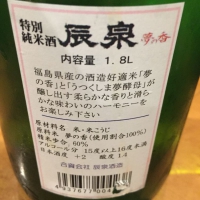 特別
純米酒
辰泉
夢の香
内容量 1.8L
福島県産の酒造好適米「夢
の香」と「うつくしま夢酵母」が
醸し出す柔らかな香りと滑ら
かな味わいのハーモニーを
お楽しみ下さい
原材料 米・米こうじ
原料米 夢の香(使用割合100%)
精米歩合 60%
アルコール分 15度以上16度未満
日本酒度 +2 酸度 1.4
合資会社 辰泉酒造